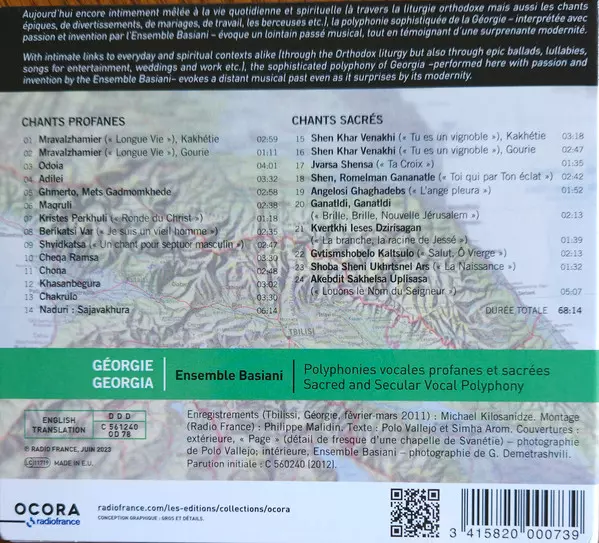 Aujourd'hui encore intimement mêlée à la vie quotidienne et spirituelle (à travers la liturgie orthodoxe mais aussi les chants
épiques, de divertissements, de mariages, de travail, les berceuses etc.), la polyphonie sophistiquée de la Géorgie – interprétée avec
passion et invention par l'Ensemble Basiani – évoque un lointain passé musical, tout en témoignant d'une surprenante modernité.
With intimate links to everyday and spiritual contexts alike (through the Orthodox liturgy but also through epic ballads, lullabies,
songs for entertainment, weddings and work etc.), the sophisticated polyphony of Georgia –performed here with passion and
invention by the Ensemble Basiani– evokes a distant musical past even as it surprises by its modernity.
CHANTS PROFANES
01 Mravalzhamier (« Longue Vie »), Kakhétie 02:59
02 Mravalzhamier (« Longue Vie »), Gourie 01:11
03 Odoia 04:01
04 Adilei 03:32
05 Ghmerto, Mets Gadmomkhede 02:58
06 Maqruli 03:38
07 Kristes Perkhuli (« Ronde du Christ ») 01:18
08 Berikatsi Var (« Je suis un vieil homme ») 02:35
09 Shvidkatsa (« Un chant pour septuor masculin ») 02:47
10 Cheqa Ramsa 03:30
11 Chona 02:48
12 Khasanbegura 03:02
13 Chakrulo 03:30
14 Naduri : Sajavakhura 06:14
CHANTS SACRÉS
15 Shen Khar Venakhi (« Tu es un vignoble »), Kakhétie 03:18
16 Shen Khar Venakhi (« Tu es un vignoble »), Gourie 02:47
17 Jvarsa Shensa (« Ta Croix ») 01:35
18 Shen, Romelman Gananatle (« Toi qui par Ton éclat ») 02:42
19 Angelosi Ghaghadebs (« L'ange pleura ») 01:52
20 Ganatldi, Ganatldi
(« Brille, Brille, Nouvelle Jérusalem ») 02:13
21 Kvertkhi Ieses Dzirisagan
(« La branche, la racine de Jessé ») 01:39
22 Gvtismshobelo Kaltsulo (« Salut, Ô Vierge ») 02:13
23 Shoba Sheni Ukhrtsnel Ars (« La Naissance ») 01:32
24 Akebdit Sakhelsa Uplisasa
(« Louons le Nom du Seigneur ») 05:07
DURÉE TOTALE 68:14
TBILISI
GÉORGIE
GEORGIA
Ensemble Basiani
Polyphonies vocales profanes et sacrées
Sacred and Secular Vocal Polyphony
ENGLISH
TRANSLATION
D D D
C 561240
DD 78
© RADIO FRANCE, JUIN 2023
MADE IN E.U.
Enregistrements (Tbilissi, Géorgie, février-mars 2011) : Michael Kilosanidze. Montage
(Radio France) : Philippe Malidin. Texte : Polo Vallejo et Simha Arom. Couvertures :
extérieure, « Page » (détail de fresque d'une chapelle de Svanétie) – photographie
de Polo Vallejo; intérieure, Ensemble Basiani – photographie de G. Demetrashvili.
Parution initiale : C 560240 (2012).
OCORA
radiofrance
radiofrance.com/les-editions/collections/ocora
CONCEPTION GRAPHIQUE : GROS ET DÉTAILS.
3 415820 000739